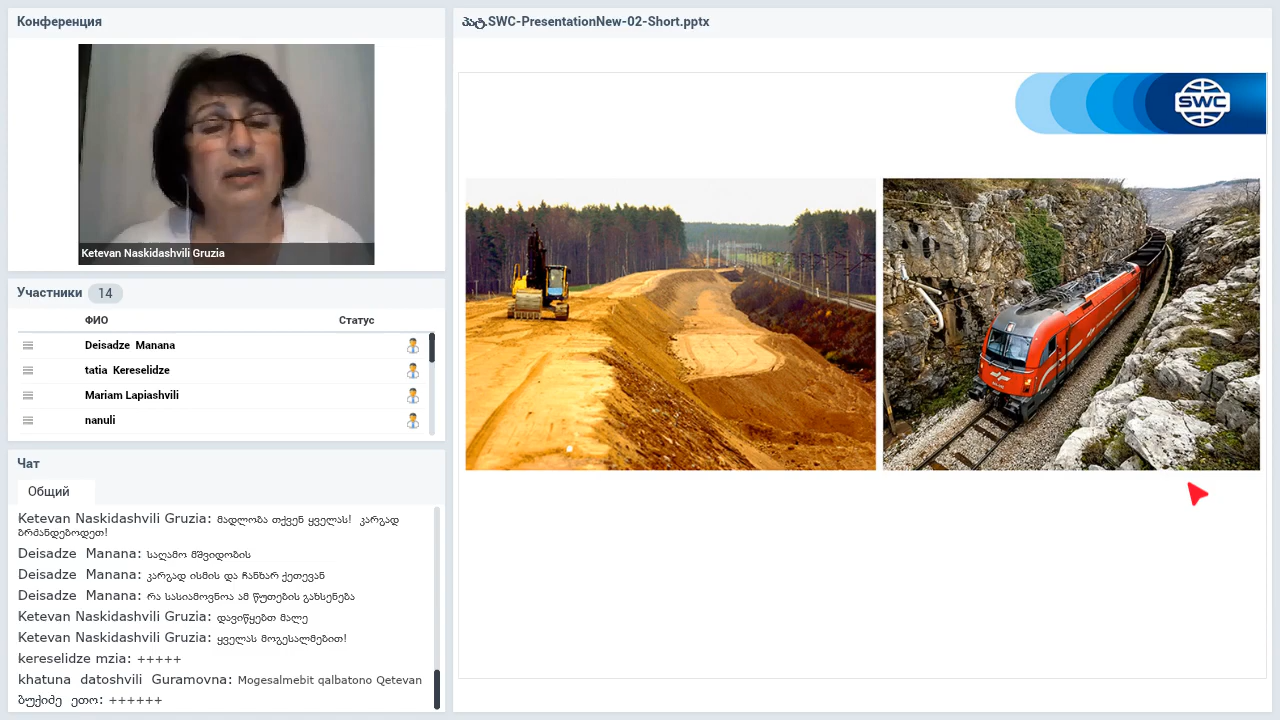 Конференция
Ketevan Naskidashvili Gruzia
Участники 14
ФИО Статус
Deisadze Manana
tatia Kereselidze
Mariam Lapiashvili
nanuli
Чат
Общий
Ketevan Naskidashvili Gruzia: მადლობა თქვენ ყველას! კარგად
ბრძანდებოდეთ!
Deisadze Manana: საღამო მშვიდობის
Deisadze Manana: კარგად ისმის და ჩანხარ ქეთევან
Deisadze Manana: რა სასიამოვნოა ამ წუთების გახსენება
Ketevan Naskidashvili Gruzia: დავიწყებთ მალე
Ketevan Naskidashvili Gruzia: ყველას მოგესალმებით!
kereselidze mzia: +++++
khatuna datoshvili Guramovna: Mogesalmebit qalbatono Qetevan
ბუქიძე ეთო: ++++++
პატ.SWC-PresentationNew-02-Short.pptx
SWC